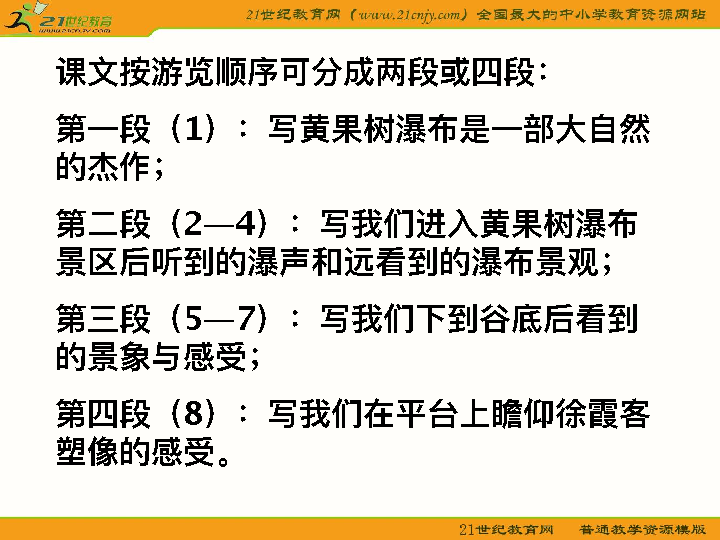 21世纪教育网（www.21cnjy.com）全国最大的中小学教育资源网站
21世纪教育
课文按游览顺序可分成两段或四段：
第一段（1）：写黄果树瀑布是一部大自然
的杰作；
第二段（2—4）：写我们进入黄果树瀑布
景区后听到的瀑声和远看到的瀑布景观；
第三段（5—7）：写我们下到谷底后看到
的景象与感受；
第四段（8）：写我们在平台上瞻仰徐霞客
塑像的感受。
21世纪教育网 普通教学资源模版